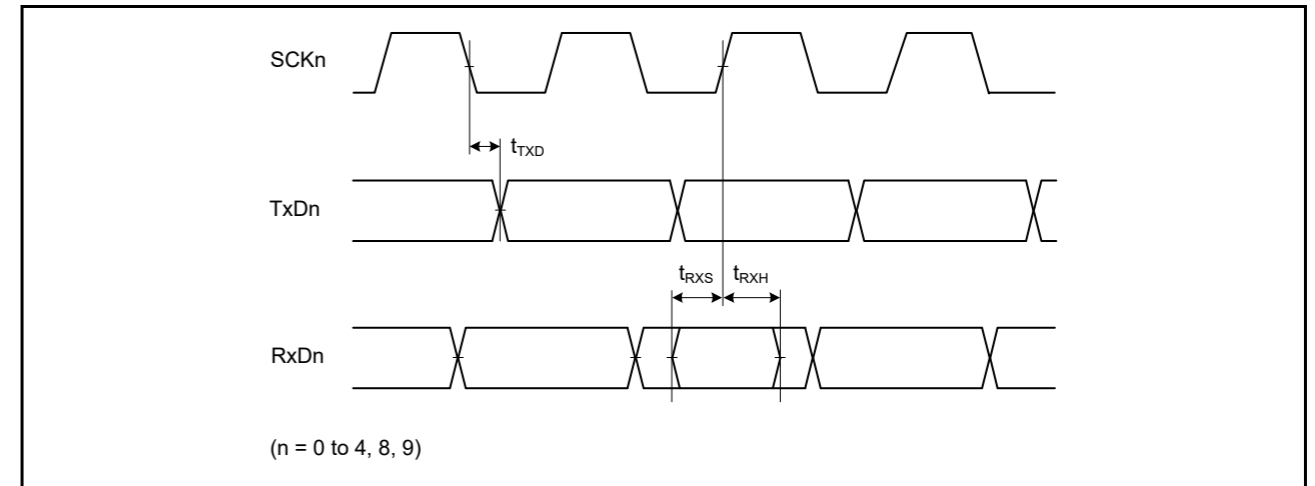 SCKn
tTXD
TxDn
tRXS tRXH
RxDn
(n = 0 to 4, 8, 9)